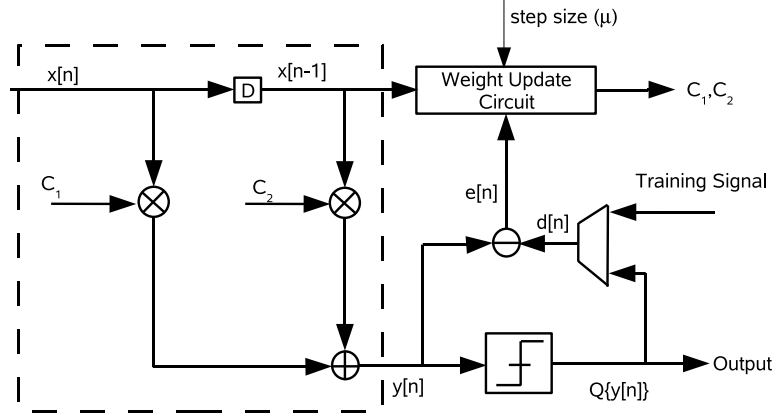 step size (μ)
x[n]
x[n-1]
D
Weight Update
Circuit
C₁,C₂
C₁
C₂
e[n]
d[n]
Training Signal
y[n]
Q{y[n]}
Output